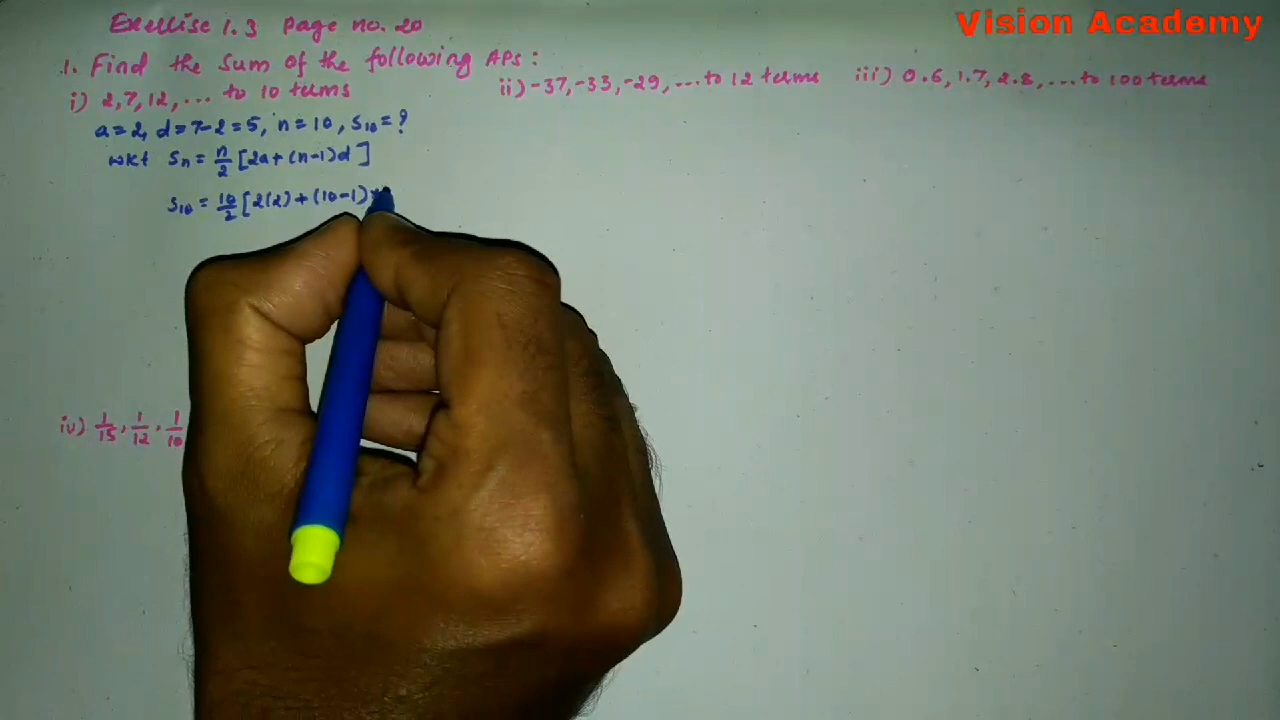 Vision Academy
Exercise 1.3 page no. 20
1. Find the sum of the following APs :
i) 2, 7, 12, ... to 10 terms
ii) -37, -33, -29, ... to 12 terms
iii) 0.6, 1.7, 2.8, ... to 100 terms
a = 2, d = 7-2 = 5, n = 10, S10 = ?
wkt Sn = n/2 [2a + (n-1)d]
S10 = 10/2 [2(2) + (10-1)
iv) 1/15, 1/12, 1/10